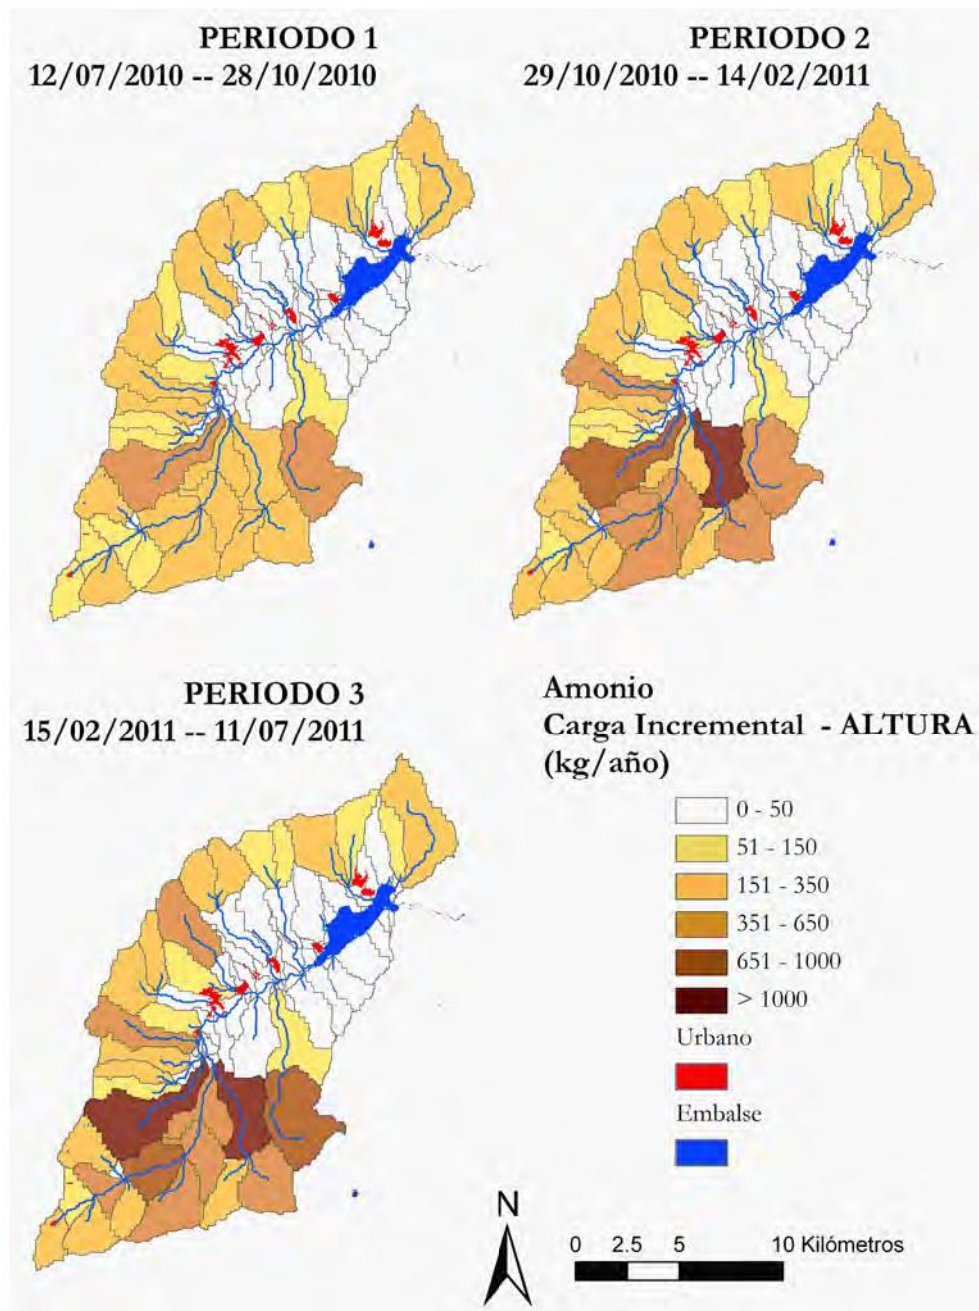 PERIODO 1
12/07/2010 -- 28/10/2010
PERIODO 2
29/10/2010 -- 14/02/2011
PERIODO 3
15/02/2011 -- 11/07/2011
Amonio
Carga Incremental - ALTURA
(kg/año)
0 - 50
51 - 150
151 - 350
351 - 650
651 - 1000
> 1000
Urbano
Embalse
N
0 2.5 5 10 Kilómetros